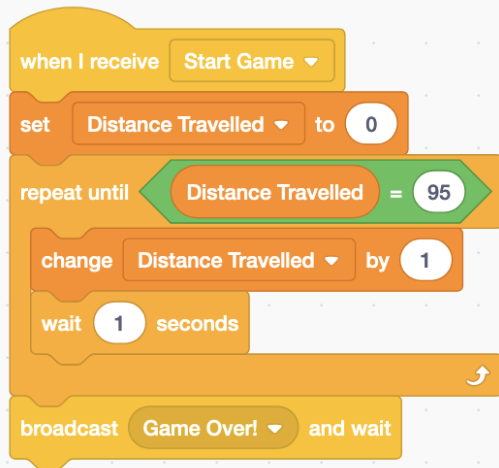 when I receive Start Game
set Distance Travelled to 0
repeat until Distance Travelled = 95
change Distance Travelled by 1
wait 1 seconds
broadcast Game Over! and wait